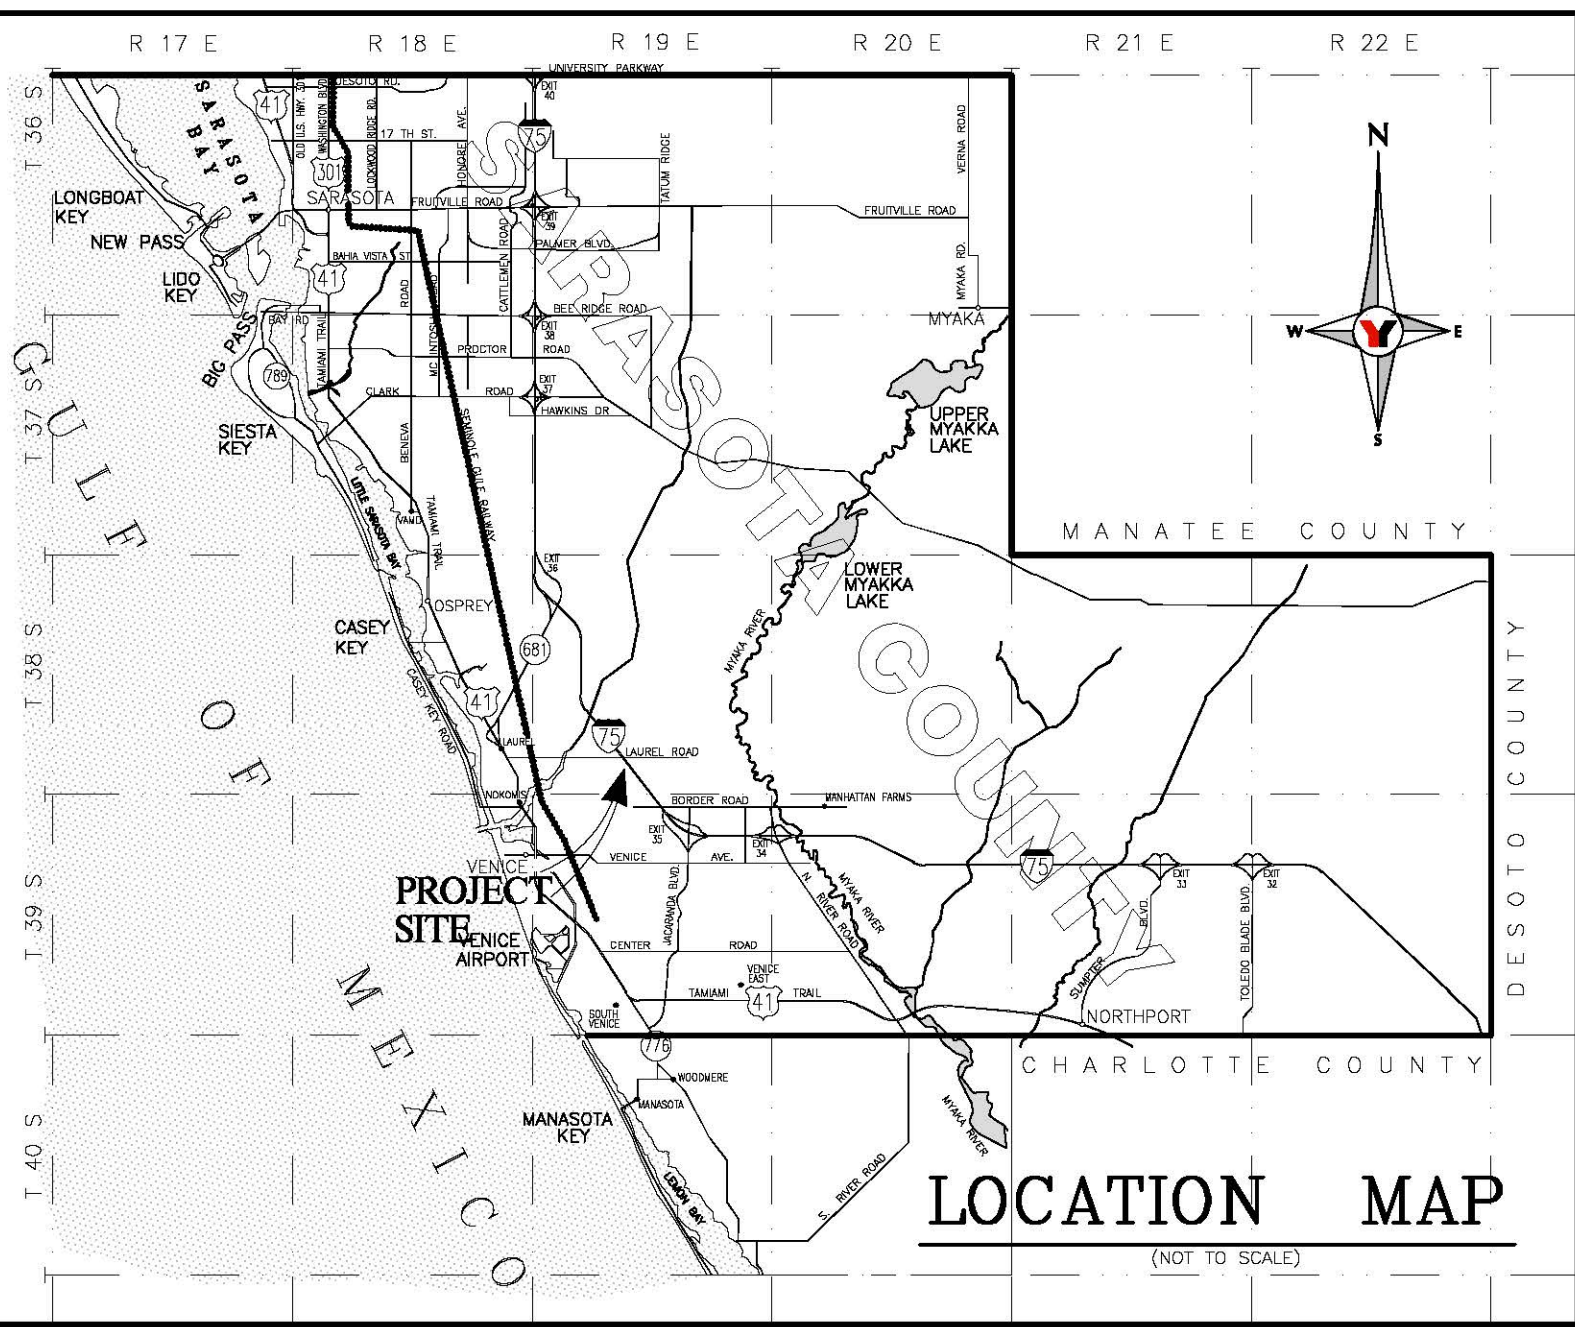 R 17 E
R 18 E
R 19 E
R 20 E
R 21 E
R 22 E
T 36 S
T 37 S
T 38 S
T 39 S
T 40 S
UNIVERSITY PARKWAY
DESOTO RD.
EXIT
40
SARASOTA
BAY
41
OLD U.S. HWY. 301
WASHINGTON BLVD
LOCKWOOD RIDGE RD.
17 TH ST.
HONORE AVE.
75
TATUM RIDGE
VERNA ROAD
301
SARASOTA
LONGBOAT
KEY
NEW PASS
LIDO
KEY
FRUITVILLE ROAD
EXIT
39
FRUITVILLE ROAD
PALMER BLVD.
CATTLEMEN ROAD
BAHIA VISTA ST
41
MYAKA RD.
MYAKA
BEE RIDGE ROAD
EXIT
38
BAY RD
BIG PASS
TAMIAMI TRAIL
789
PROCTOR ROAD
CLARK ROAD
EXIT
37
HAWKINS DR
BENEVA ROAD
SEMINOLE GULF RAILWAY
SIESTA
KEY
UPPER
MYAKKA
LAKE
N
W
E
S
Y
VAMO
TAMIAMI TRAIL
LITTLE SARASOTA BAY
LOWER
MYAKKA
LAKE
MANATEE COUNTY
EXIT
36
OSPREY
CASEY
KEY
CASEY KEY ROAD
681
41
MYAKA RIVER
SARASOTA COUNTY
DESOTO COUNTY
LAUREL
75
LAUREL ROAD
NOKOMIS
BORDER ROAD
MANHATTAN FARMS
EXIT
35
EXIT
34
VENICE
VENICE AVE.
75
EXIT
33
EXIT
32
PROJECT
SITE
VENICE
AIRPORT
JACARANDA BLVD.
N. RIVER ROAD
MYAKA RIVER
CENTER ROAD
VENICE
EAST
TAMIAMI TRAIL
41
SOUTH
VENICE
SUMPTER BLVD.
TOLEDO BLADE BLVD.
NORTHPORT
776
CHARLOTTE COUNTY
WOODMERE
MANASOTA
MANASOTA
KEY
MYAKA RIVER
S. RIVER ROAD
LEMON BAY
GULF OF MEXICO
LOCATION MAP
(NOT TO SCALE)